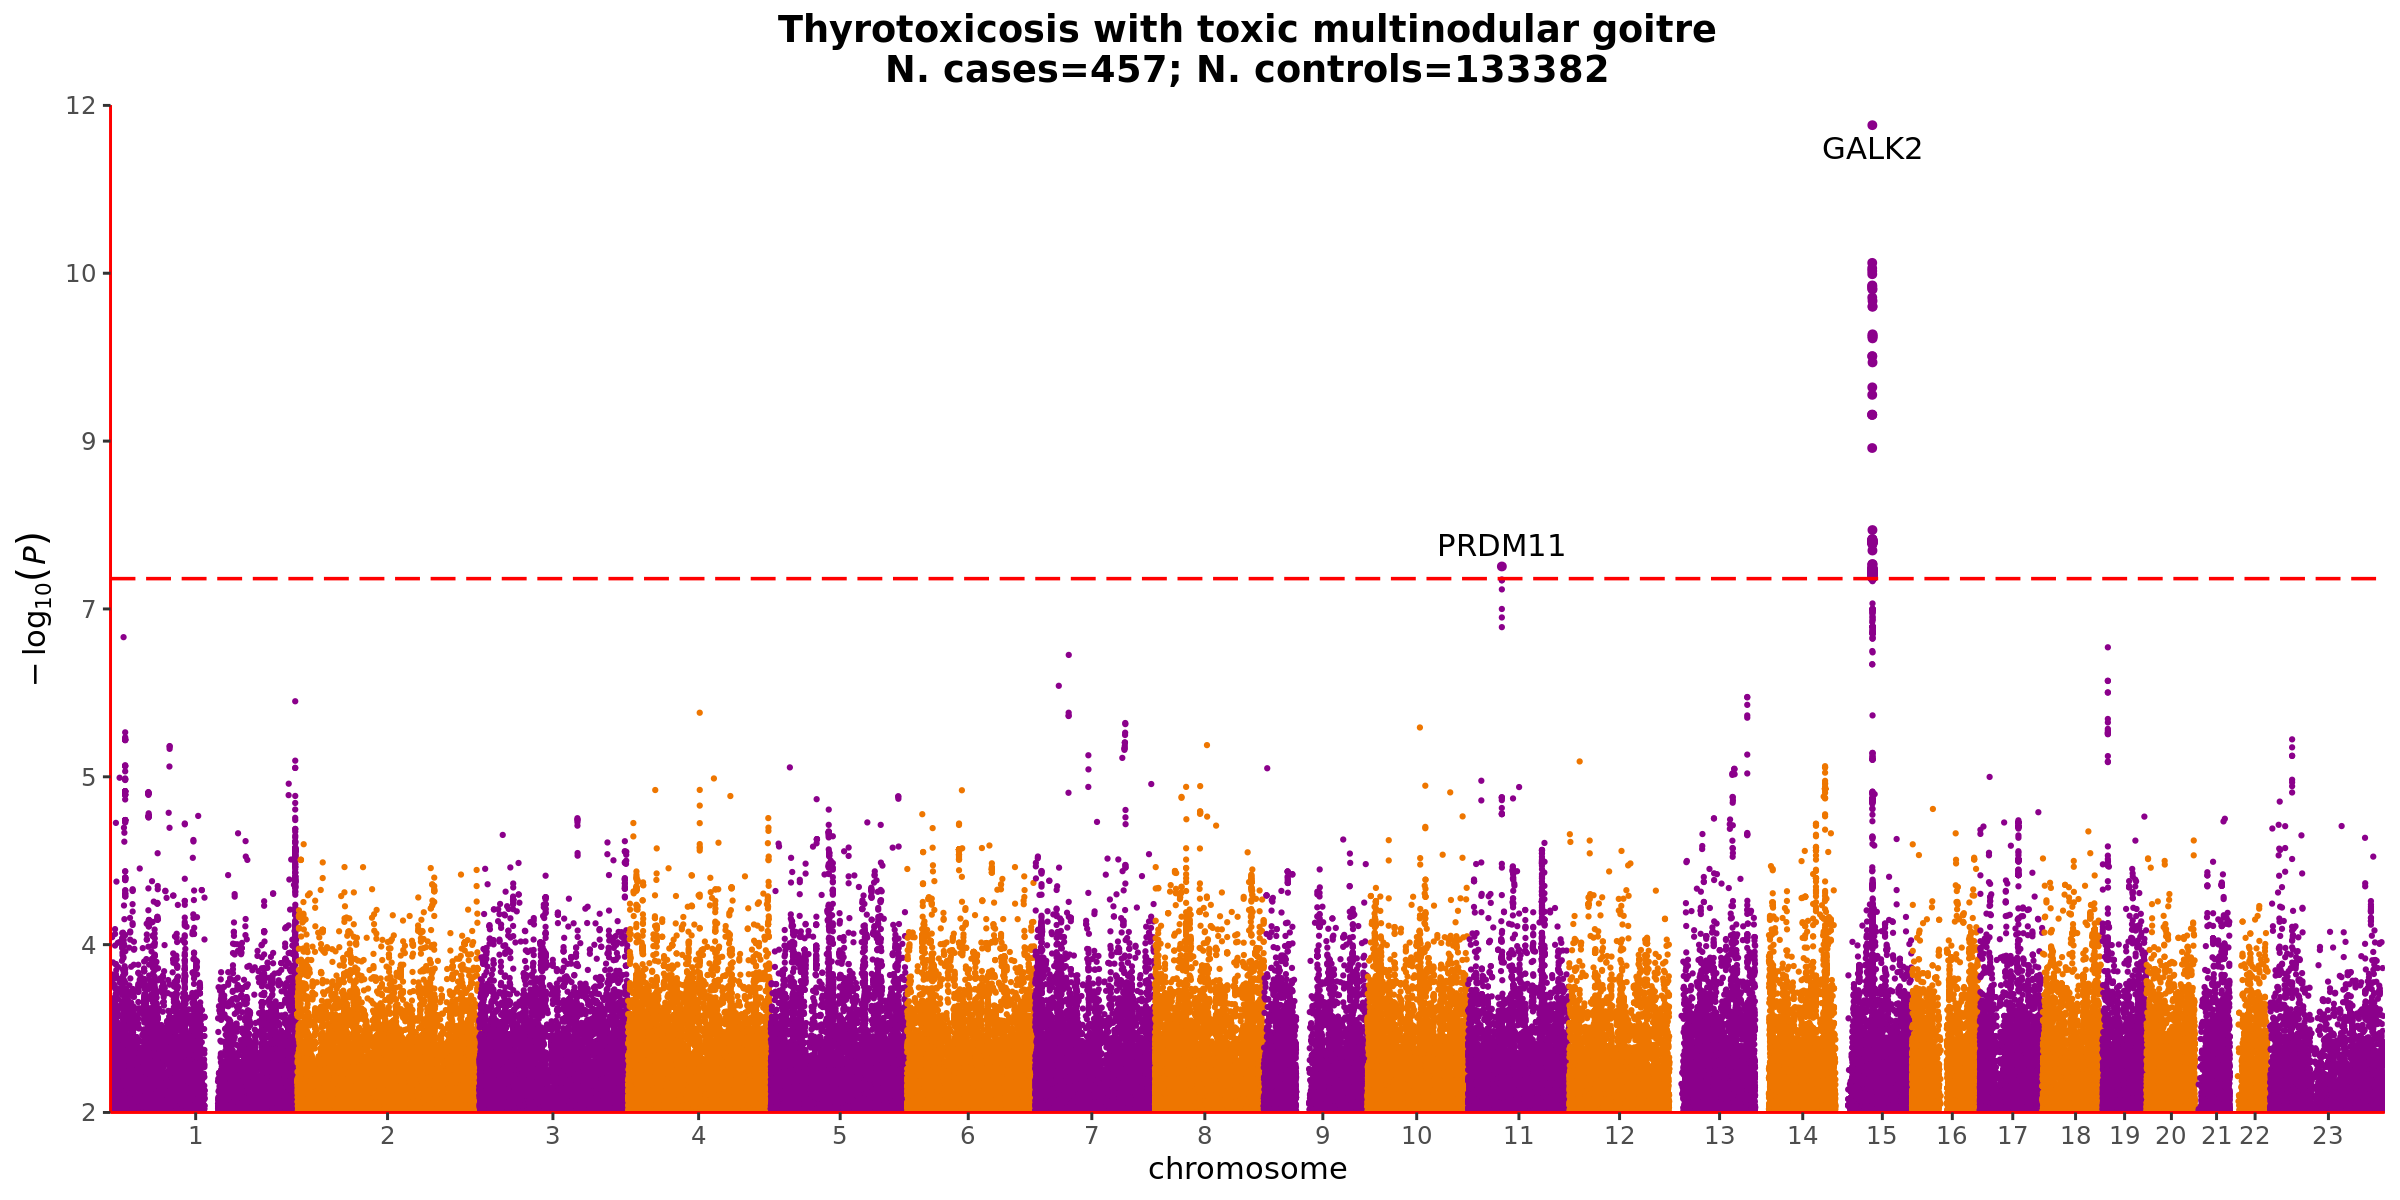 Thyrotoxicosis with toxic multinodular goitre
N. cases=457; N. controls=133382
12
GALK2
10
9
PRDM11
7
5
4
2
− log₁₀(P)
1 2 3 4 5 6 7 8 9 10 11 12 13 14 15 16 17 18 19 20 21 22 23
chromosome